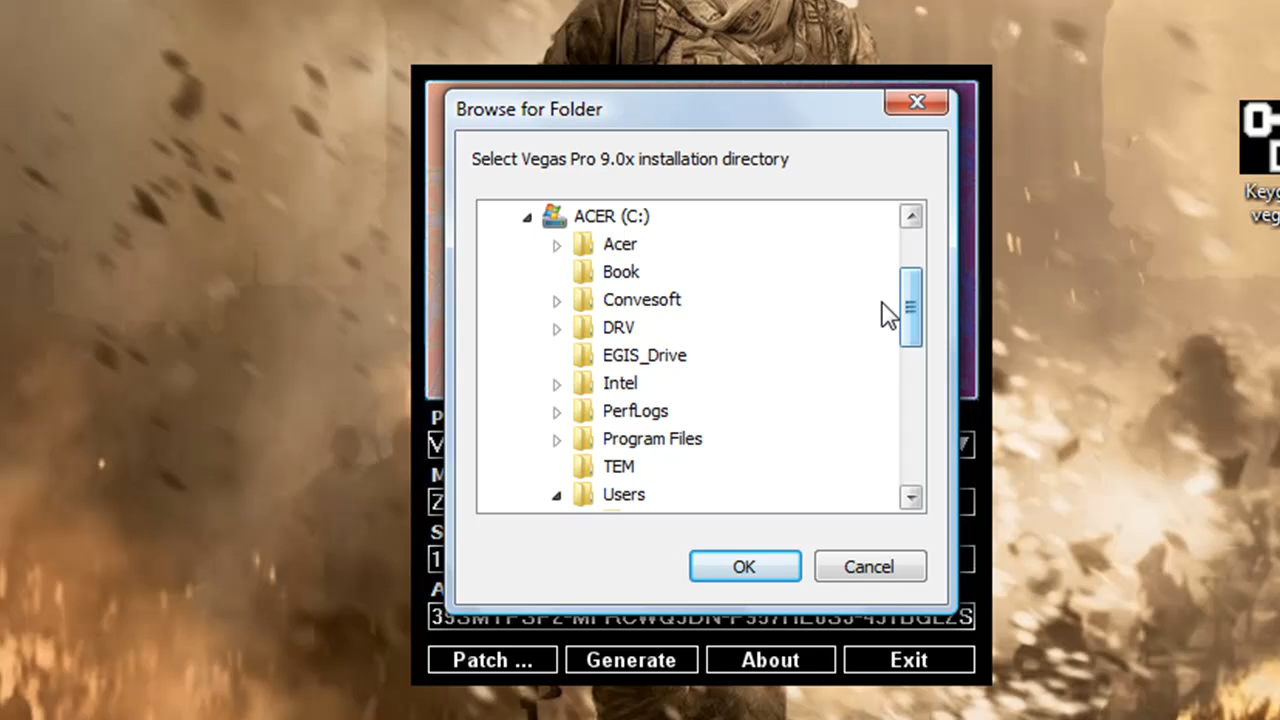 Browse for Folder
Select Vegas Pro 9.0x installation directory
ACER (C:)
Acer
Book
Convesoft
DRV
EGIS_Drive
Intel
PerfLogs
Program Files
TEM
Users
OK
Cancel
Patch ...
Generate
About
Exit